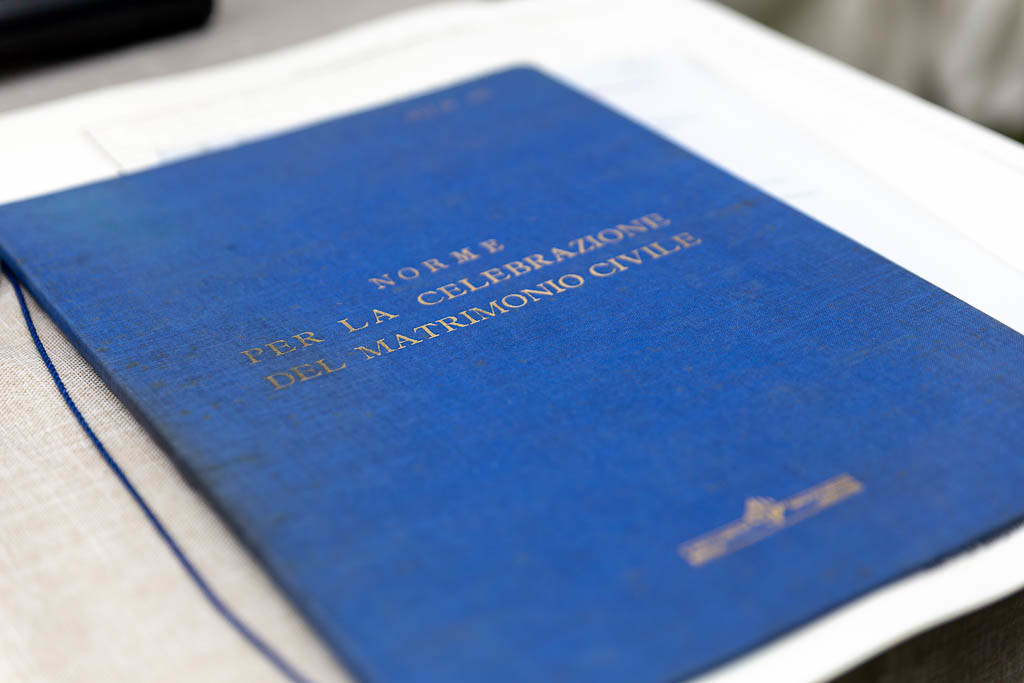 NORME
PER LA CELEBRAZIONE
DEL MATRIMONIO CIVILE